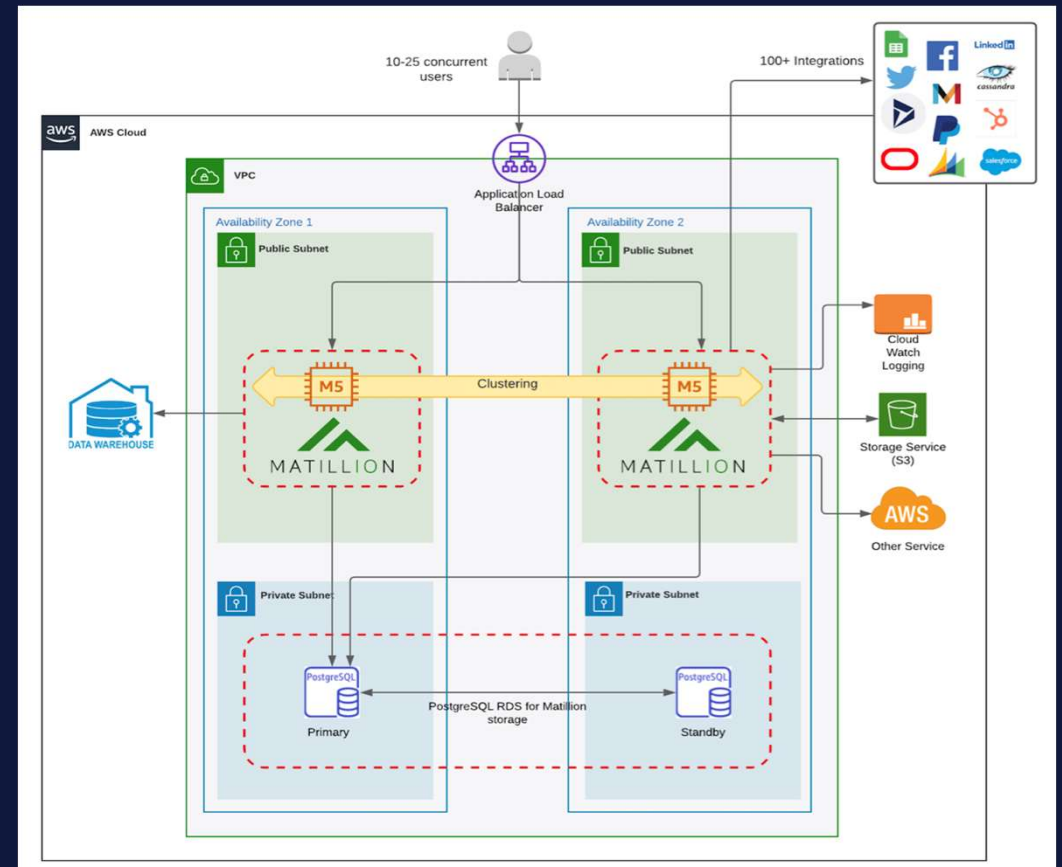 10-25 concurrent
users
100+ Integrations
Linked in
cassandra
salesforce
aws
AWS Cloud
VPC
Application Load
Balancer
Availability Zone 1
Availability Zone 2
Public Subnet
Public Subnet
M5
Clustering
M5
MATILLION
MATILLION
DATA WAREHOUSE
Cloud
Watch
Logging
Storage Service
(S3)
AWS
Other Service
Private Subnet
Private Subnet
PostgreSQL
PostgreSQL
PostgreSQL RDS for Matillion
storage
Primary
Standby